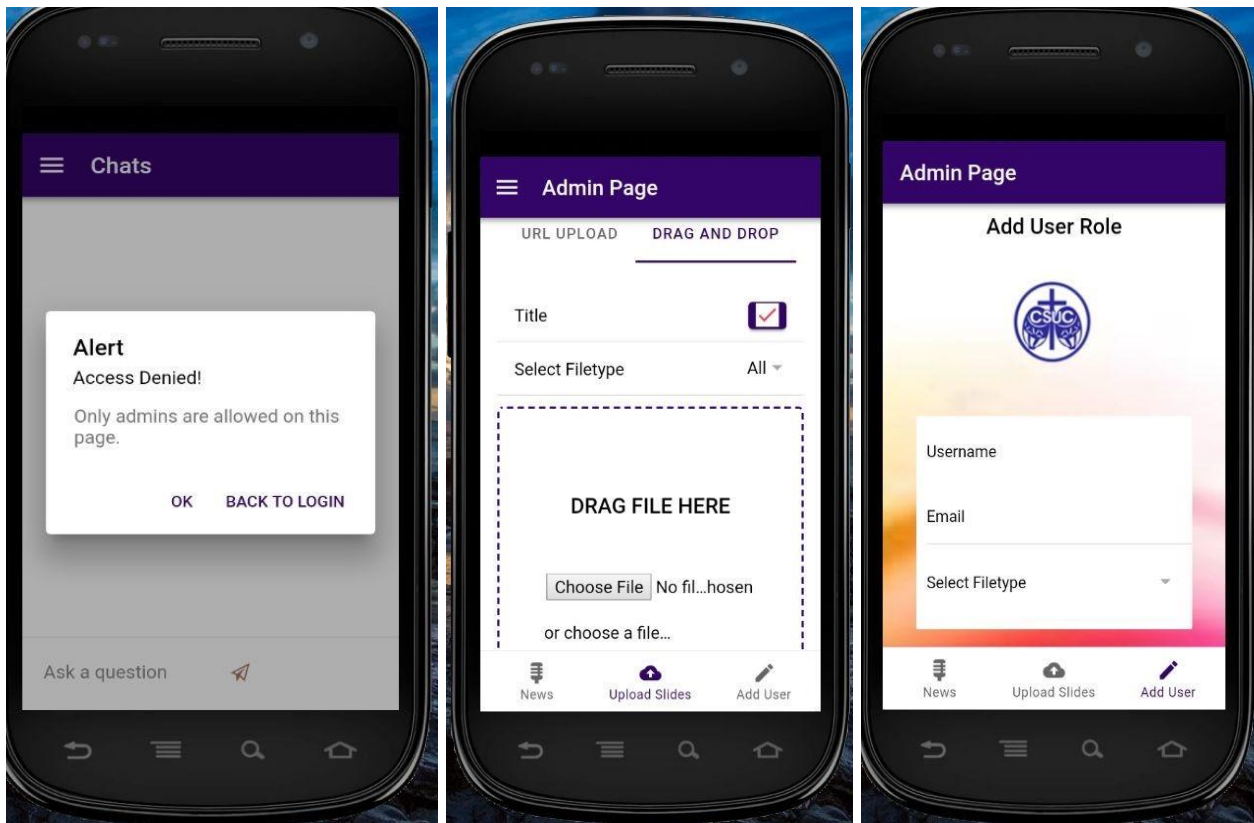 Chats
Alert
Access Denied!
Only admins are allowed on this
page.
OK BACK TO LOGIN
Ask a question
Admin Page
URL UPLOAD DRAG AND DROP
Title
Select Filetype All
DRAG FILE HERE
Choose File No fil...hosen
or choose a file...
News Upload Slides Add User
Admin Page
Add User Role
CSUC
Username
Email
Select Filetype
News Upload Slides Add User